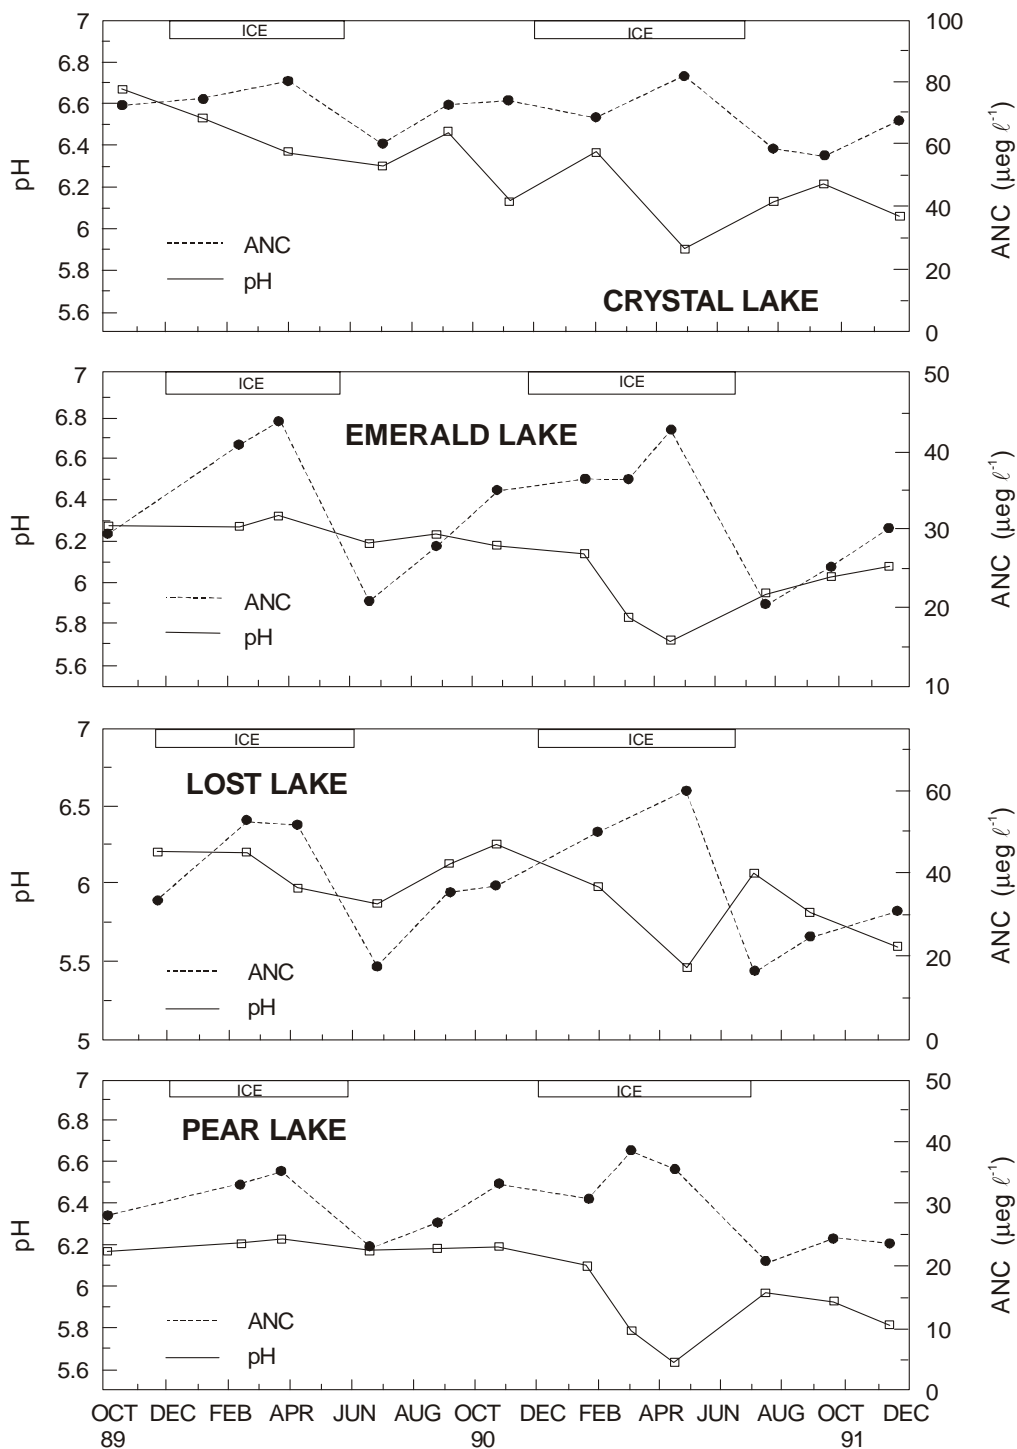 7
ICE
ICE
100
6.8
6.6
6.4
6.2
6
5.8
5.6
pH
80
60
40
20
0
ANC (µeg ℓ-1)
ANC
pH
CRYSTAL LAKE
7
ICE
ICE
50
6.8
6.6
6.4
6.2
6
5.8
5.6
pH
40
30
20
10
ANC (µeg ℓ-1)
EMERALD LAKE
ANC
pH
7
ICE
ICE
6.5
6
5.5
5
pH
60
40
20
0
ANC (µeg ℓ-1)
LOST LAKE
ANC
pH
7
ICE
ICE
50
6.8
6.6
6.4
6.2
6
5.8
5.6
pH
40
30
20
10
0
ANC (µeg ℓ-1)
PEAR LAKE
ANC
pH
OCT DEC FEB APR JUN AUG OCT DEC FEB APR JUN AUG OCT DEC
89 90 91